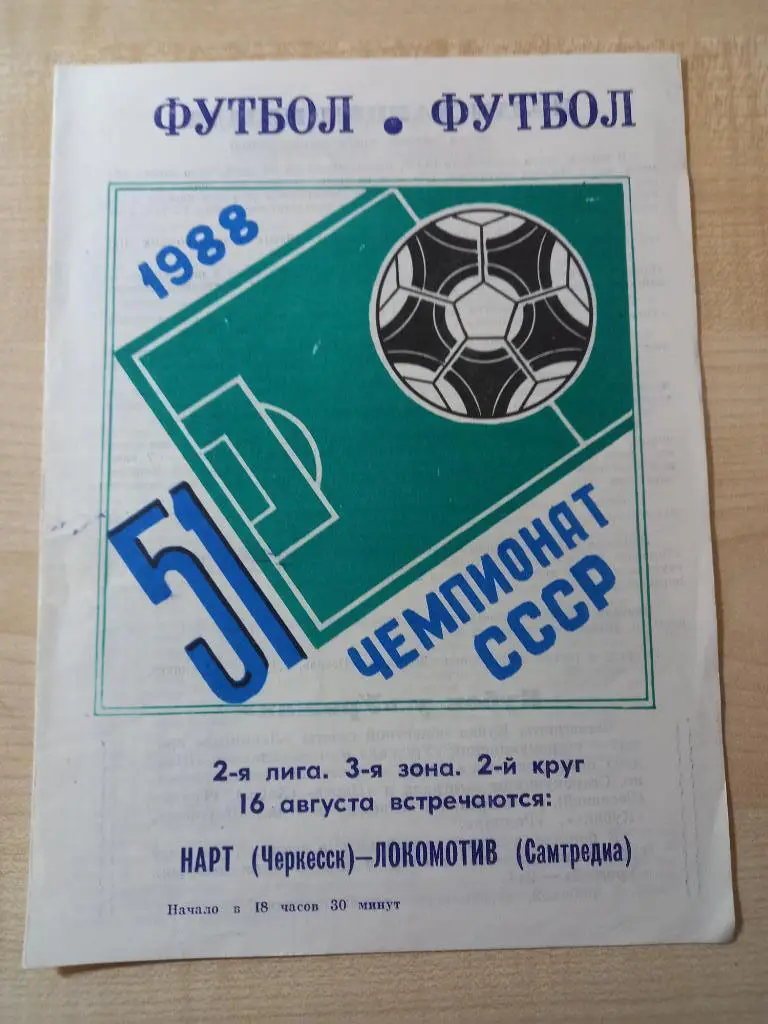 ФУТБОЛ • ФУТБОЛ
1988
51
ЧЕМПИОНАТ
СССР
2-я лига. 3-я зона. 2-й круг
16 августа встречаются:
НАРТ (Черкесск)—ЛОКОМОТИВ (Самтредиа)
Начало в 18 часов 30 минут